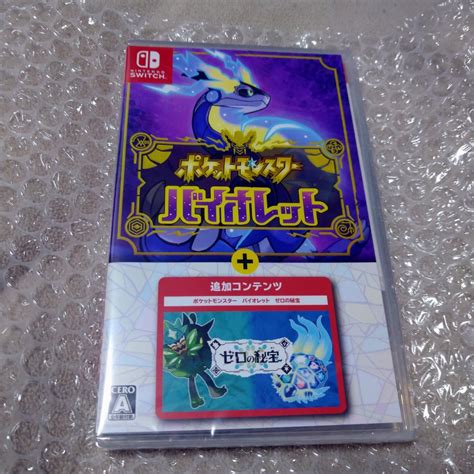 NINTENDO
SWITCH
ポケットモンスター
バイオレット
+
追加コンテンツ
ポケットモンスター バイオレット ゼロの秘宝
ゼロの秘宝
CERO
A